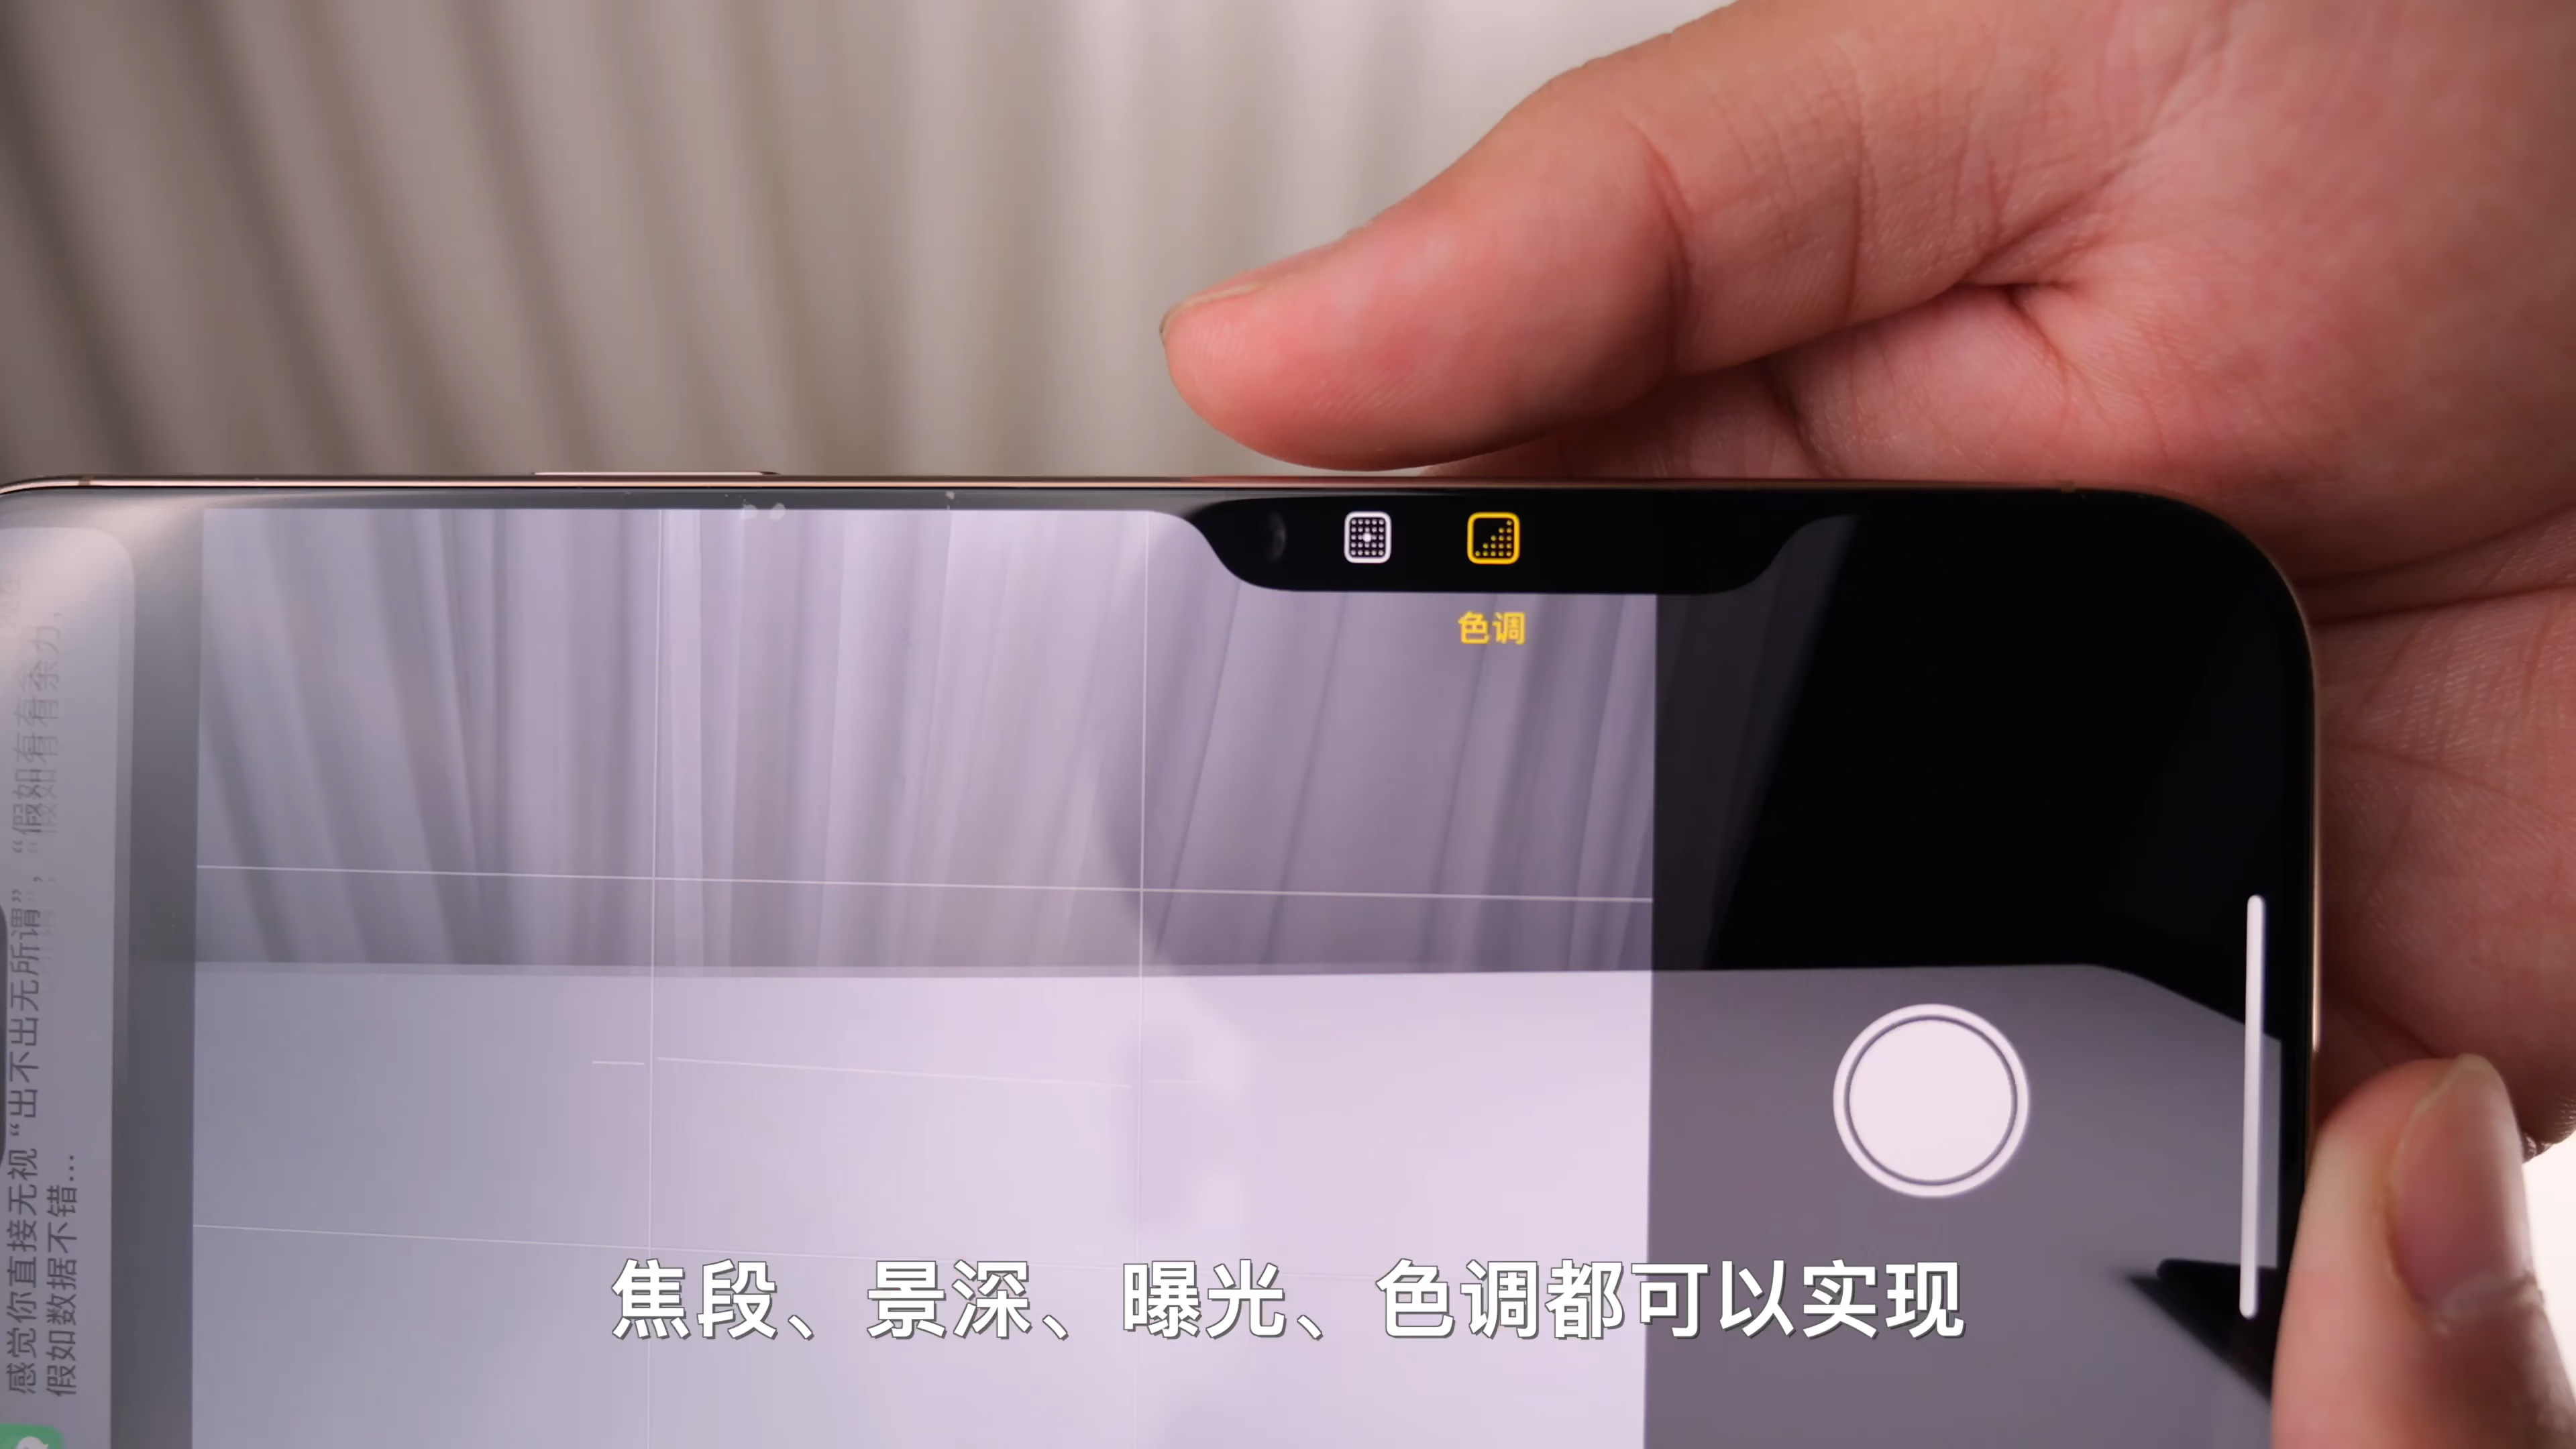 色调
感觉你直接无视“出不出无所谓”，“假如有有余力，
假如数据不错...
焦段、景深、曝光、色调都可以实现